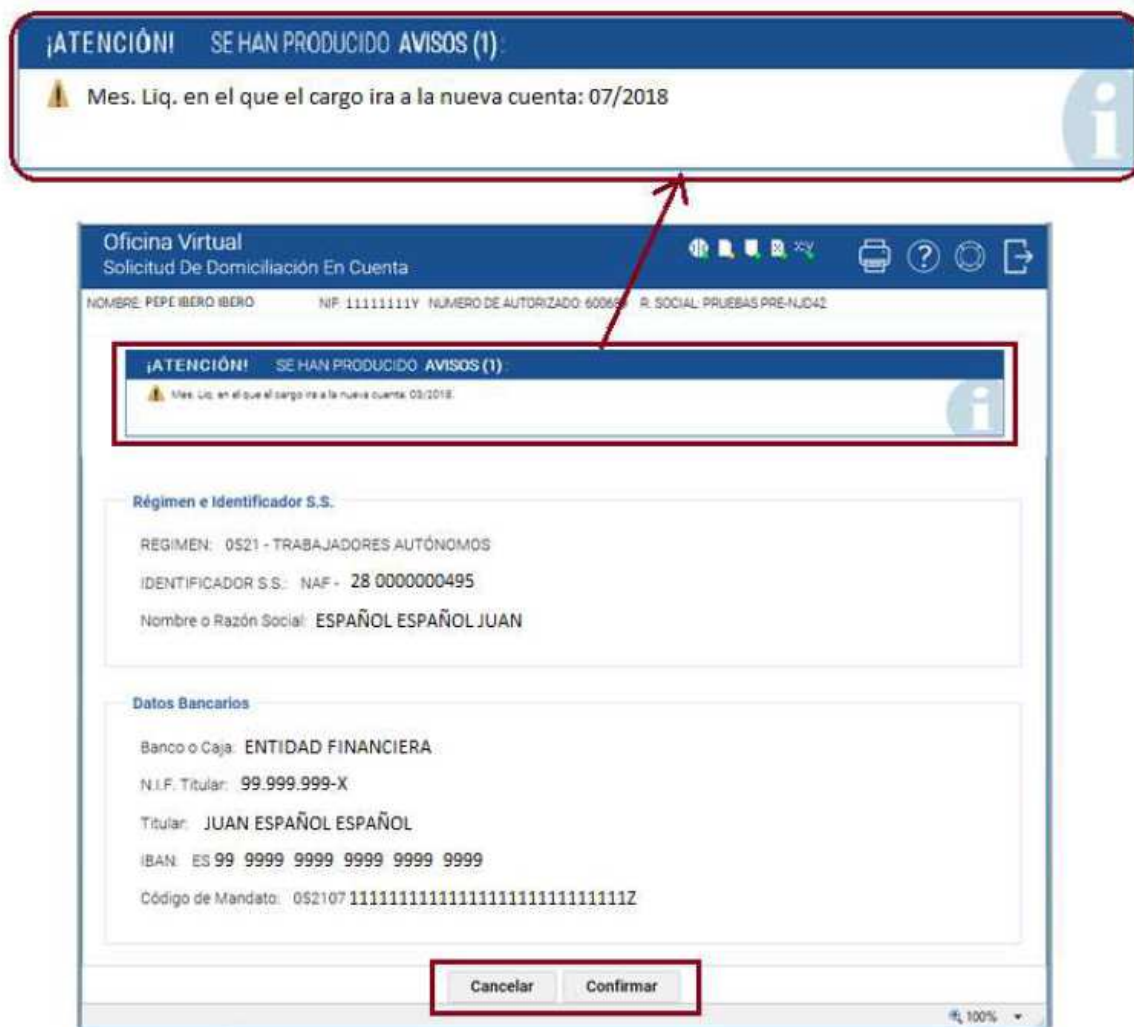 ¡ATENCIÓN! SE HAN PRODUCIDO AVISOS (1):
Mes. Liq. en el que el cargo ira a la nueva cuenta: 07/2018
Oficina Virtual
Solicitud De Domiciliación En Cuenta
NOMBRE: PEPE IBERO IBERO NIF: 11111111Y NÚMERO DE AUTORIZADO: R. SOCIAL: PRUEBAS PRE-NJD42
¡ATENCIÓN! SE HAN PRODUCIDO AVISOS (1):
Mes. Liq. en el que el cargo ira a la nueva cuenta: 03/2018.
Régimen e Identificador S.S.
REGIMEN: 0521 - TRABAJADORES AUTÓNOMOS
IDENTIFICADOR S.S.: NAF - 28 0000000495
Nombre o Razón Social: ESPAÑOL ESPAÑOL JUAN
Datos Bancarios
Banco o Caja: ENTIDAD FINANCIERA
N.I.F. Titular: 99.999.999-X
Titular: JUAN ESPAÑOL ESPAÑOL
IBAN: ES 99 9999 9999 9999 9999 9999
Código de Mandato:
Cancelar Confirmar
100%